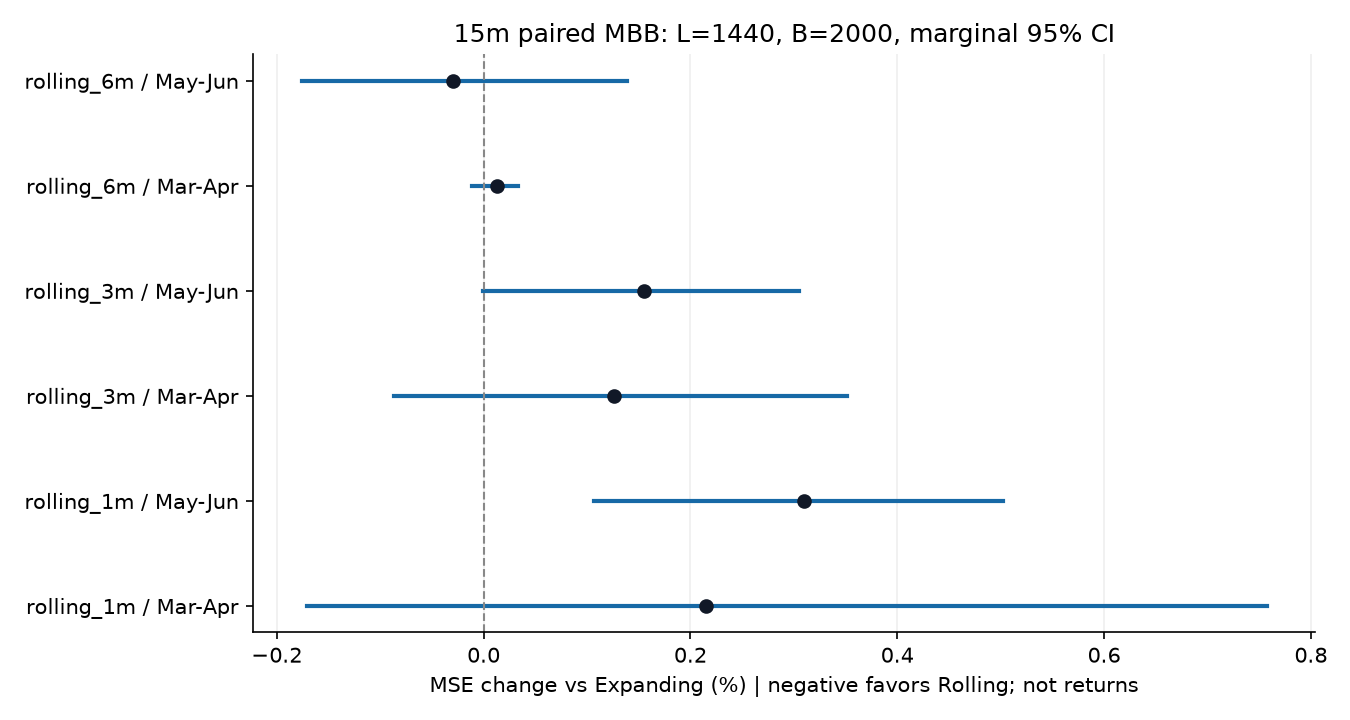 15m paired MBB: L=1440, B=2000, marginal 95% CI
rolling_6m / May-Jun
rolling_6m / Mar-Apr
rolling_3m / May-Jun
rolling_3m / Mar-Apr
rolling_1m / May-Jun
rolling_1m / Mar-Apr
−0.2 0.0 0.2 0.4 0.6 0.8
MSE change vs Expanding (%) | negative favors Rolling; not returns